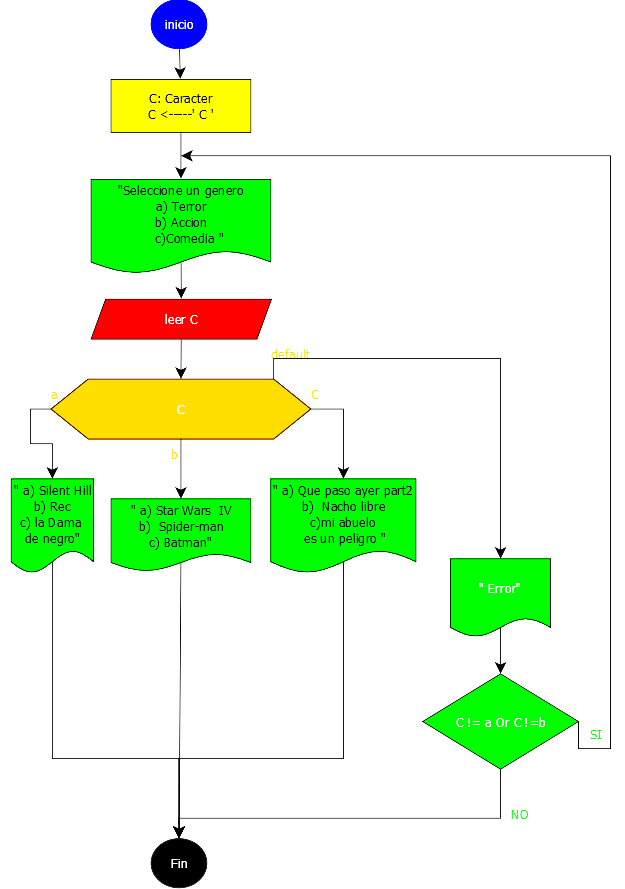 inicio
C: Caracter
C <-----' C '
"Seleccione un genero
a) Terror
b) Accion
c)Comedia "
leer C
default
a
C
C
b
" a) Silent Hill
b) Rec
c) la Dama
de negro"
" a) Star Wars  IV
b)  Spider-man
c) Batman"
" a) Que paso ayer part2
b)  Nacho libre
c)mi abuelo
es un peligro "
" Error"
C != a Or C !=b
SI
NO
Fin